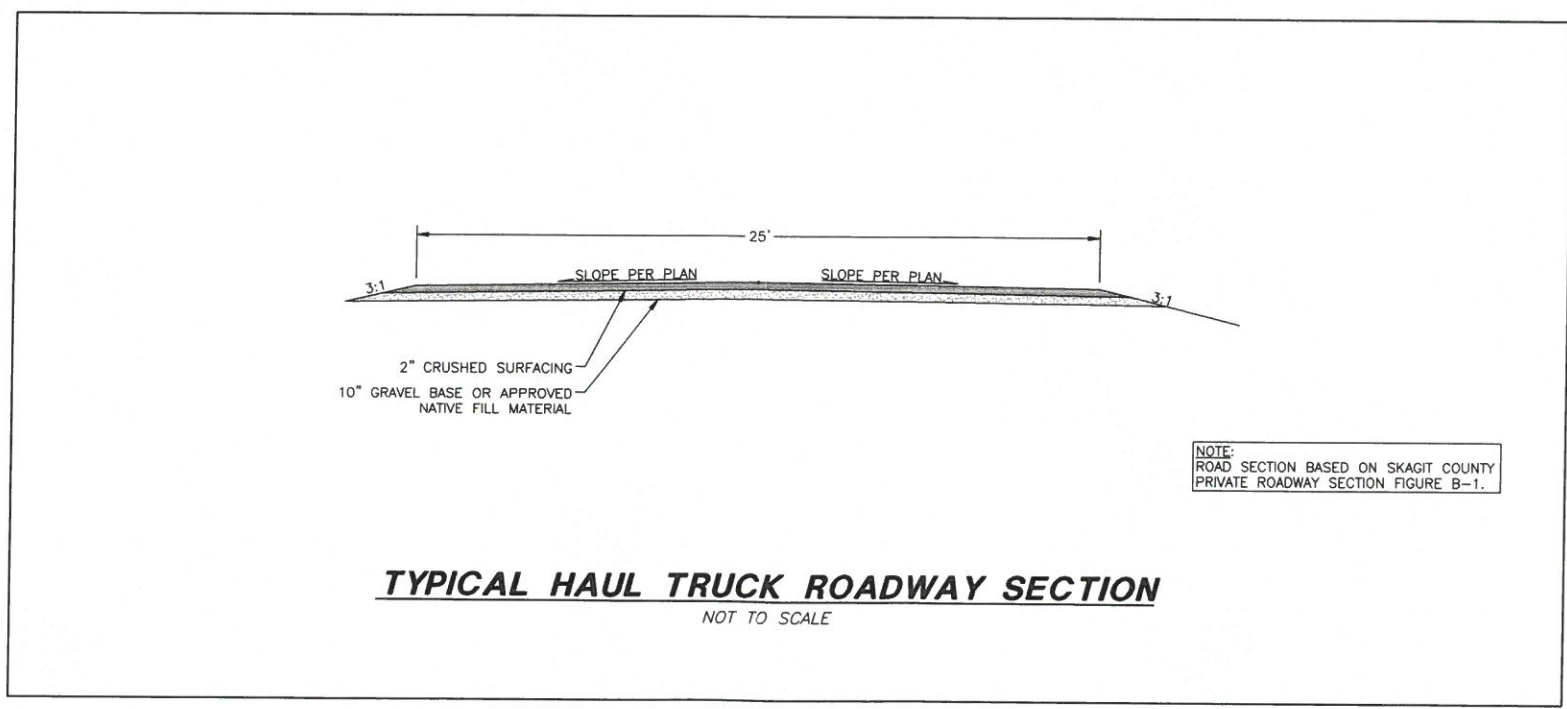 25'
SLOPE PER PLAN
SLOPE PER PLAN
3:1
3:1
2" CRUSHED SURFACING
10" GRAVEL BASE OR APPROVED
NATIVE FILL MATERIAL
NOTE:
ROAD SECTION BASED ON SKAGIT COUNTY
PRIVATE ROADWAY SECTION FIGURE B-1.
TYPICAL HAUL TRUCK ROADWAY SECTION
NOT TO SCALE